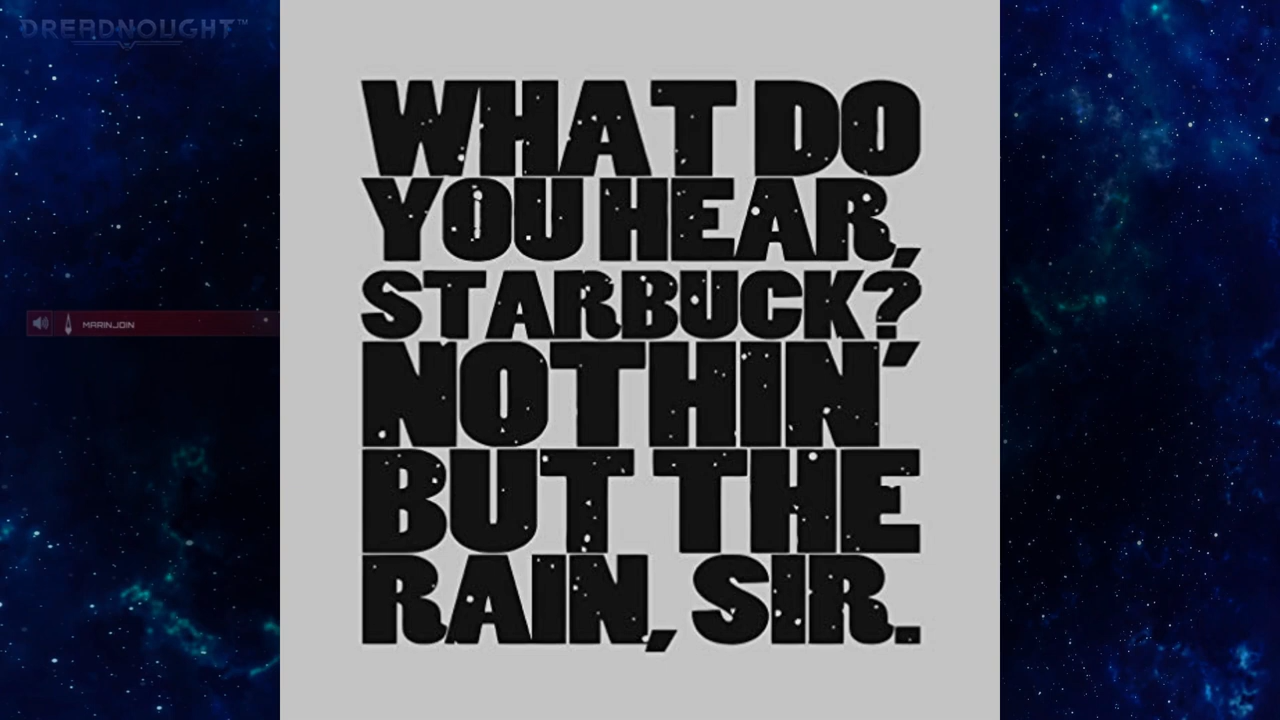 DREADNOUGHT™
WHAT DO
YOU HEAR,
STARBUCK?
NOTHIN'
BUT THE
RAIN, SIR.
MARINJOIN